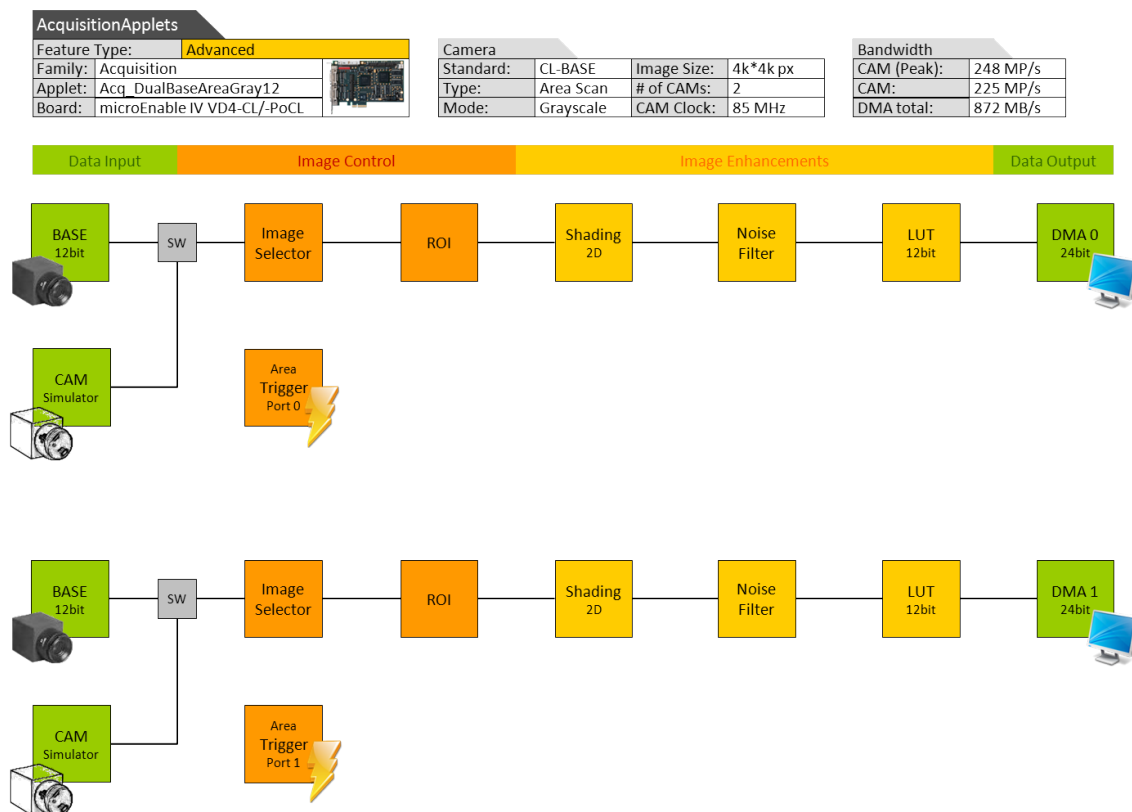 AcquisitionApplets
Feature Type: Advanced
Family: Acquisition
Applet: Acq_DualBaseAreaGray12
Board: microEnable IV VD4-CL/-PoCL
Camera
Standard: CL-BASE Image Size: 4k*4k px
Type: Area Scan # of CAMs: 2
Mode: Grayscale CAM Clock: 85 MHz
Bandwidth
CAM (Peak): 248 MP/s
CAM: 225 MP/s
DMA total: 872 MB/s
Data Input Image Control Image Enhancements Data Output
BASE
12bit
SW
Image
Selector
ROI
Shading
2D
Noise
Filter
LUT
12bit
DMA 0
24bit
CAM
Simulator
Area
Trigger
Port 0
BASE
12bit
SW
Image
Selector
ROI
Shading
2D
Noise
Filter
LUT
12bit
DMA 1
24bit
CAM
Simulator
Area
Trigger
Port 1